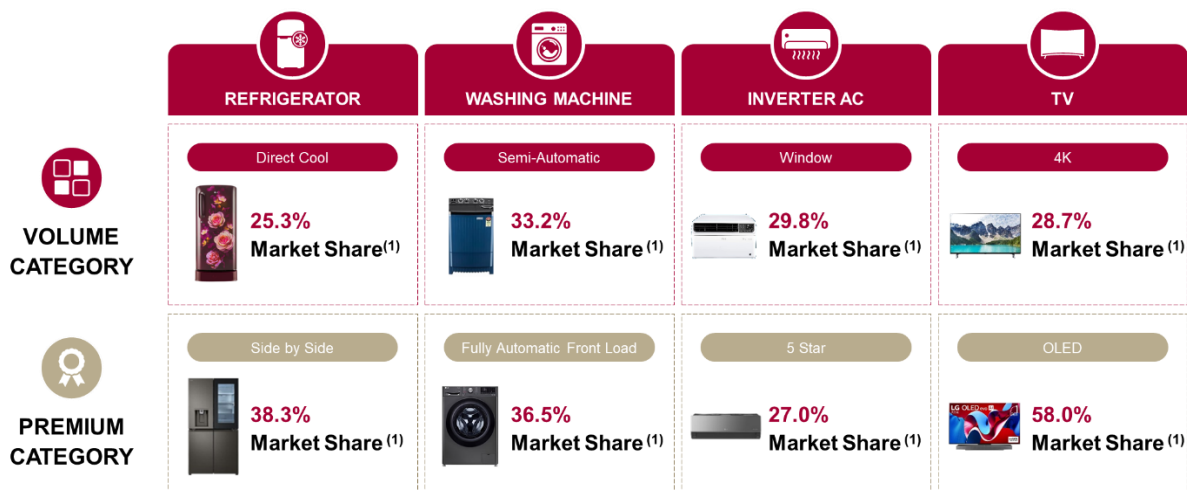 REFRIGERATOR
WASHING MACHINE
INVERTER AC
TV
VOLUME
CATEGORY
Direct Cool
25.3%
Market Share(1)
Semi-Automatic
33.2%
Market Share (1)
Window
29.8%
Market Share (1)
4K
28.7%
Market Share (1)
PREMIUM
CATEGORY
Side by Side
38.3%
Market Share (1)
Fully Automatic Front Load
36.5%
Market Share (1)
5 Star
27.0%
Market Share (1)
OLED
LG OLED
58.0%
Market Share (1)